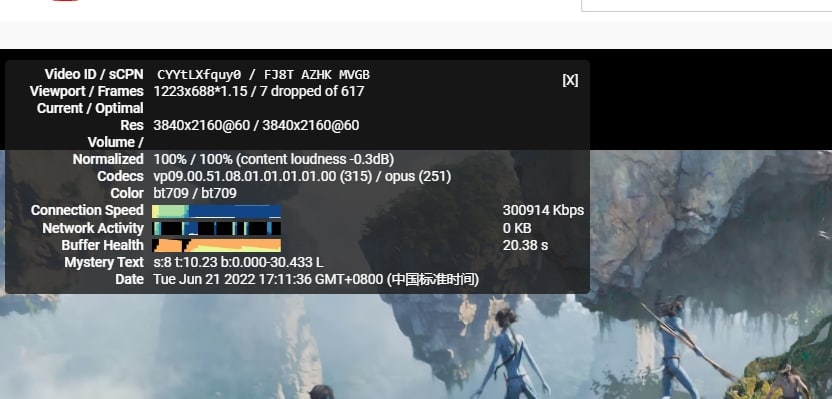 Video ID / sCPN CYYtLXfquy0 / FJ8T AZHK MVGB
[X]
Viewport / Frames 1223x688*1.15 / 7 dropped of 617
Current / Optimal
Res 3840x2160@60 / 3840x2160@60
Volume /
Normalized 100% / 100% (content loudness -0.3dB)
Codecs vp09.00.51.08.01.01.01.01.00 (315) / opus (251)
Color bt709 / bt709
Connection Speed 300914 Kbps
Network Activity 0 KB
Buffer Health 20.38 s
Mystery Text s:8 t:10.23 b:0.000-30.433 L
Date Tue Jun 21 2022 17:11:36 GMT+0800 (中国标准时间)